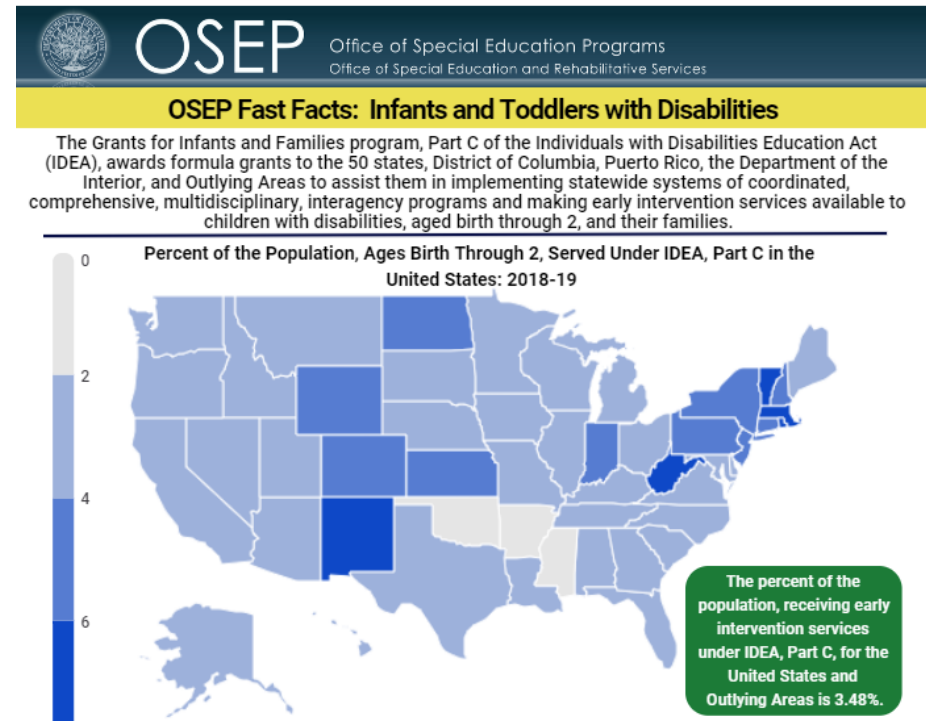 OSEP
Office of Special Education Programs
Office of Special Education and Rehabilitative Services
OSEP Fast Facts: Infants and Toddlers with Disabilities
The Grants for Infants and Families program, Part C of the Individuals with Disabilities Education Act
(IDEA), awards formula grants to the 50 states, District of Columbia, Puerto Rico, the Department of the
Interior, and Outlying Areas to assist them in implementing statewide systems of coordinated,
comprehensive, multidisciplinary, interagency programs and making early intervention services available to
children with disabilities, aged birth through 2, and their families.
Percent of the Population, Ages Birth Through 2, Served Under IDEA, Part C in the
United States: 2018-19
0
2
4
6
The percent of the
population, receiving early
intervention services
under IDEA, Part C, for the
United States and
Outlying Areas is 3.48%.